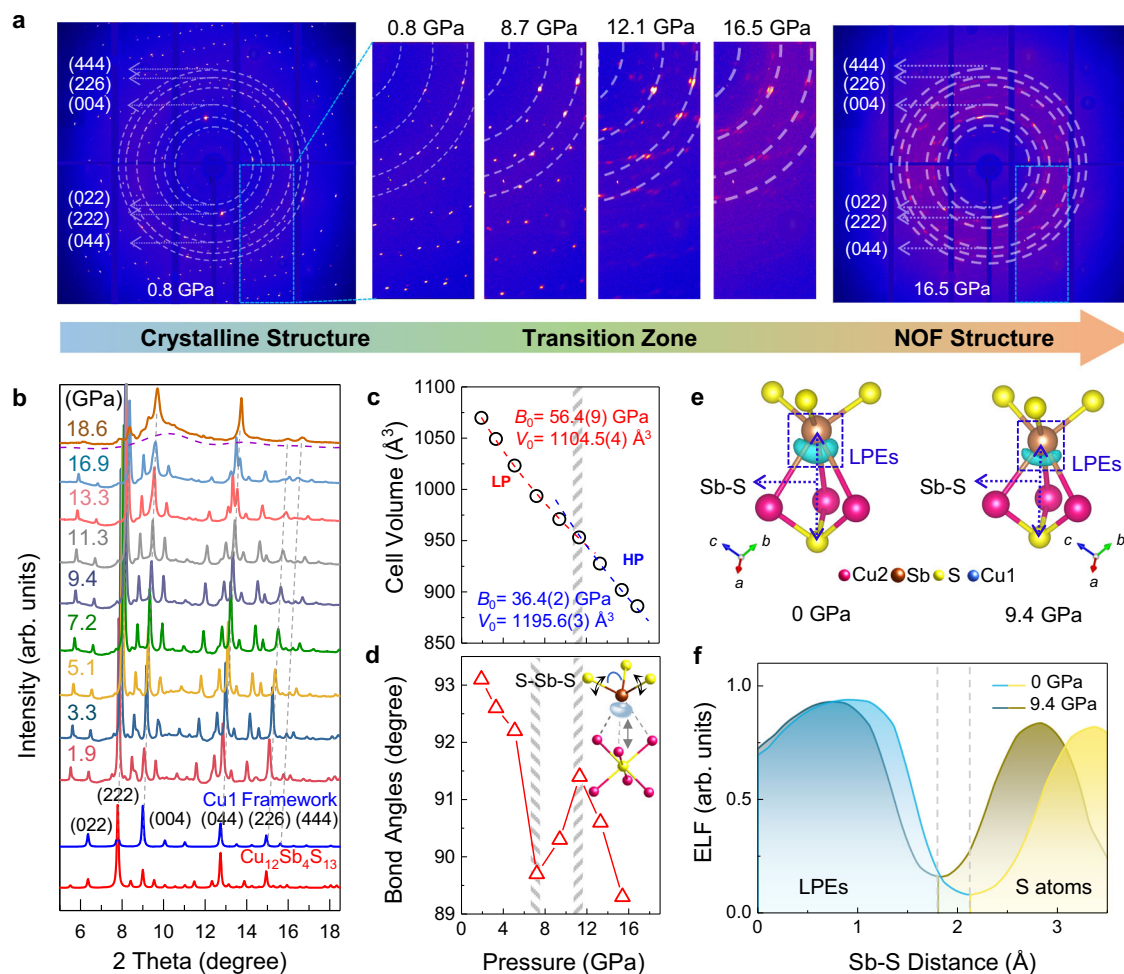 a
0.8 GPa 8.7 GPa 12.1 GPa 16.5 GPa
(444)
(226)
(004)
(022)
(222)
(044)
0.8 GPa
(444)
(226)
(004)
(022)
(222)
(044)
16.5 GPa
Crystalline Structure Transition Zone NOF Structure
b
(GPa)
18.6
16.9
13.3
11.3
9.4
7.2
5.1
3.3
1.9
(222)
Cu1 Framework
(022) (004) (044) (226) (444)
Cu₁₂Sb₄S₁₃
Intensity (arb. units)
6 8 10 12 14 16 18
2 Theta (degree)
c
1100
1050
1000
950
900
850
Cell Volume (Å³)
B₀= 56.4(9) GPa
V₀= 1104.5(4) Å³
LP
HP
B₀= 36.4(2) GPa
V₀= 1195.6(3) Å³
d
93
92
91
90
89
Bond Angles (degree)
S-Sb-S
0 4 8 12 16
Pressure (GPa)
e
LPEs
Sb-S
c b
a
LPEs
Sb-S
c b
a
Cu2 Sb S Cu1
0 GPa 9.4 GPa
f
1.0
0.5
0.0
ELF (arb. units)
0 GPa
9.4 GPa
LPEs S atoms
0 1 2 3
Sb-S Distance (Å)